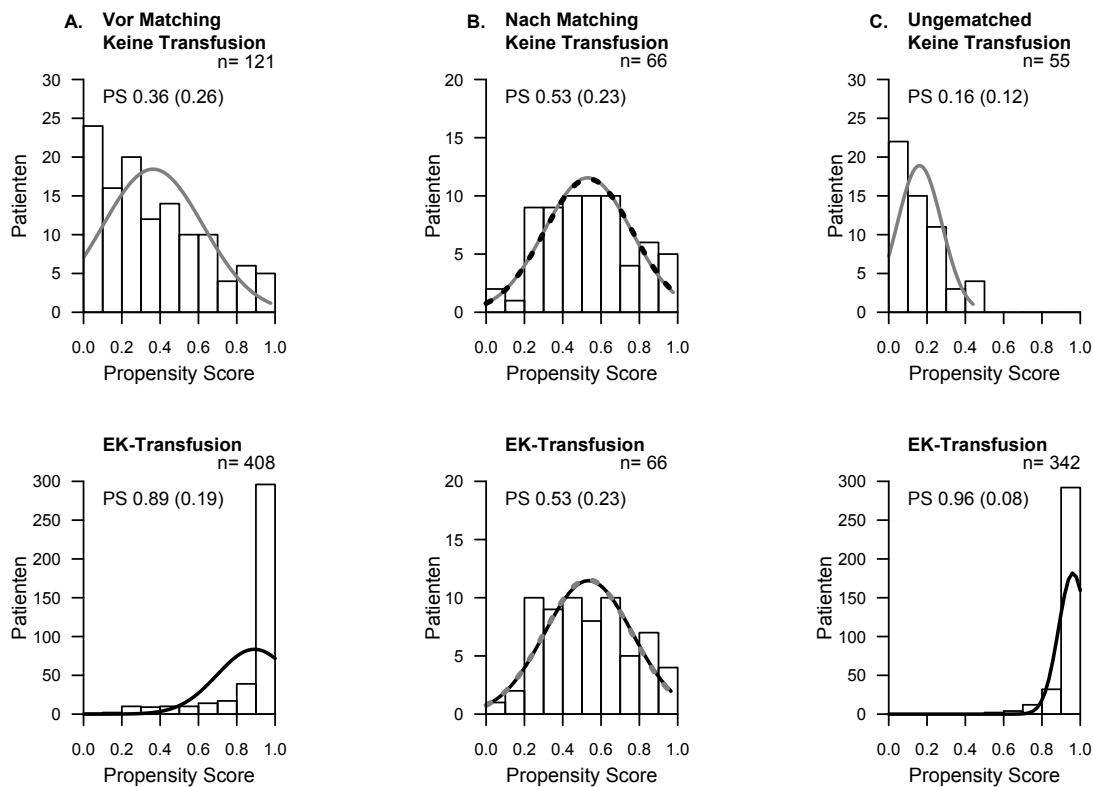 A. Vor Matching
Keine Transfusion
n= 121
PS 0.36 (0.26)
30
25
20
15
10
5
0
Patienten
0.0 0.2 0.4 0.6 0.8 1.0
Propensity Score
B. Nach Matching
Keine Transfusion
n= 66
PS 0.53 (0.23)
20
15
10
5
0
Patienten
0.0 0.2 0.4 0.6 0.8 1.0
Propensity Score
C. Ungematched
Keine Transfusion
n= 55
PS 0.16 (0.12)
30
25
20
15
10
5
0
Patienten
0.0 0.2 0.4 0.6 0.8 1.0
Propensity Score
EK-Transfusion
n= 408
PS 0.89 (0.19)
300
250
200
150
100
50
0
Patienten
0.0 0.2 0.4 0.6 0.8 1.0
Propensity Score
EK-Transfusion
n= 66
PS 0.53 (0.23)
20
15
10
5
0
Patienten
0.0 0.2 0.4 0.6 0.8 1.0
Propensity Score
EK-Transfusion
n= 342
PS 0.96 (0.08)
300
250
200
150
100
50
0
Patienten
0.0 0.2 0.4 0.6 0.8 1.0
Propensity Score